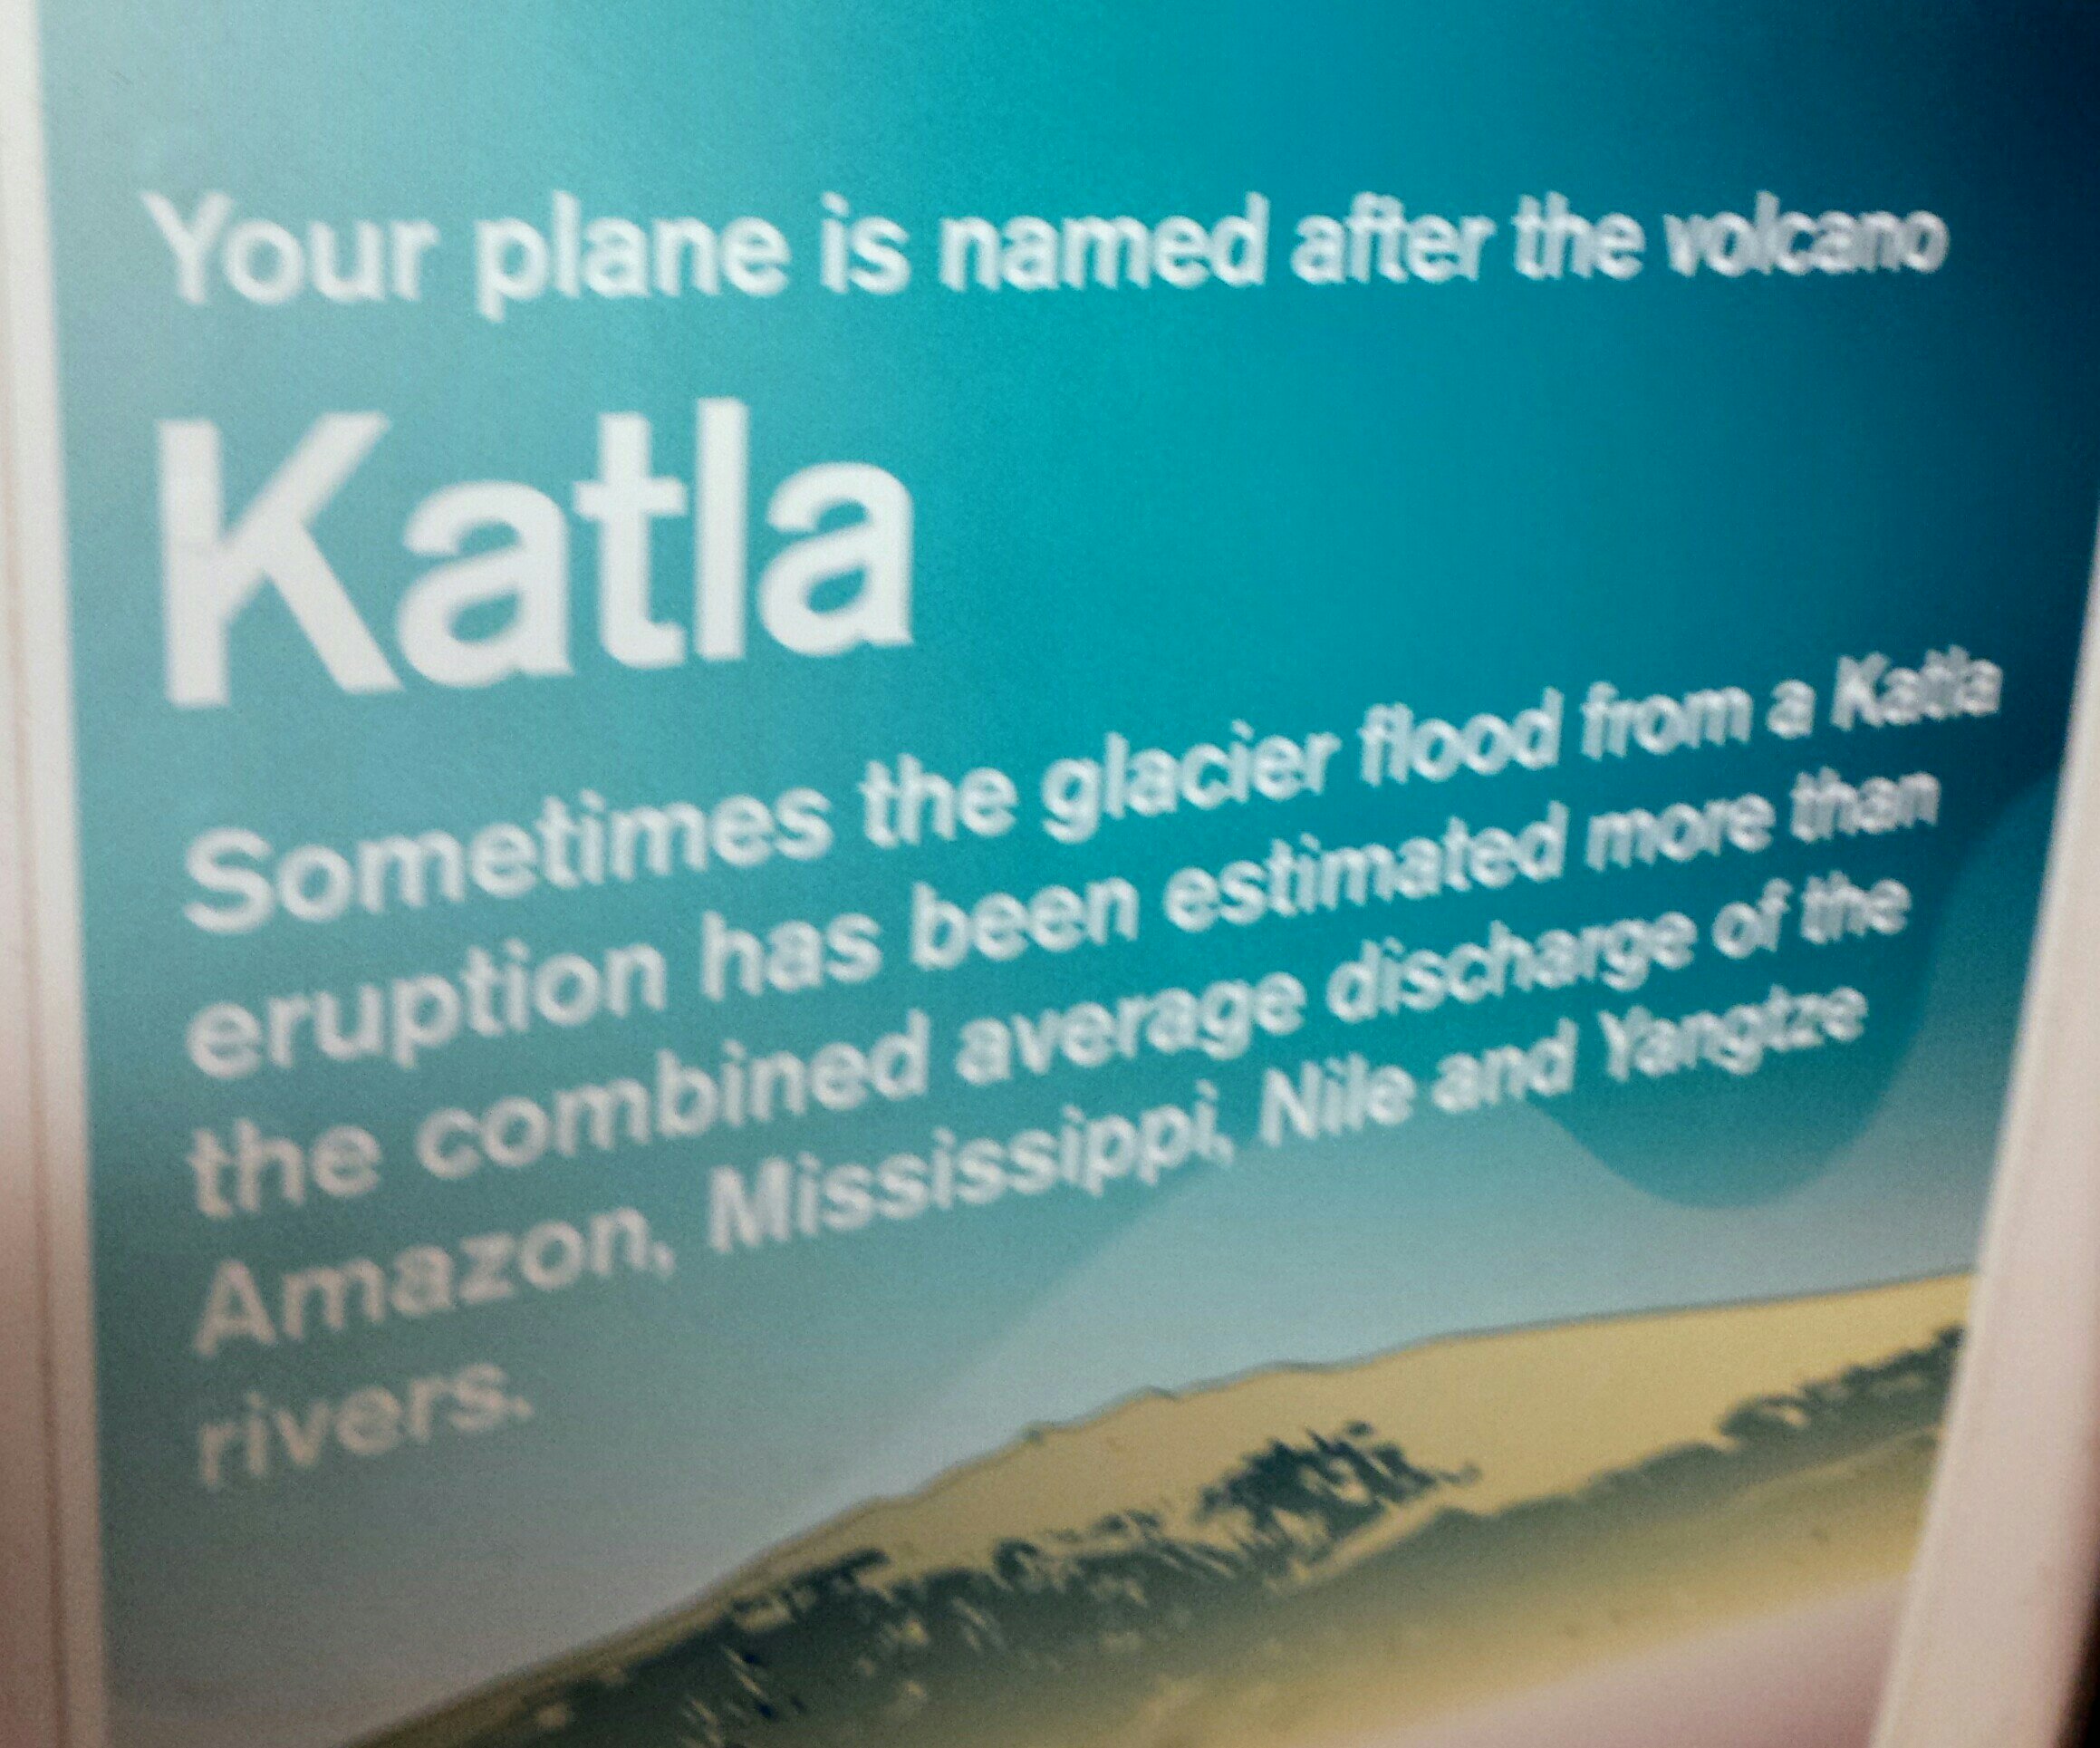 Your plane is named after the volcano
Katla
Sometimes the glacier flood from a Katla
eruption has been estimated more than
the combined average discharge of the
Amazon, Mississippi, Nile and Yangtze
rivers.